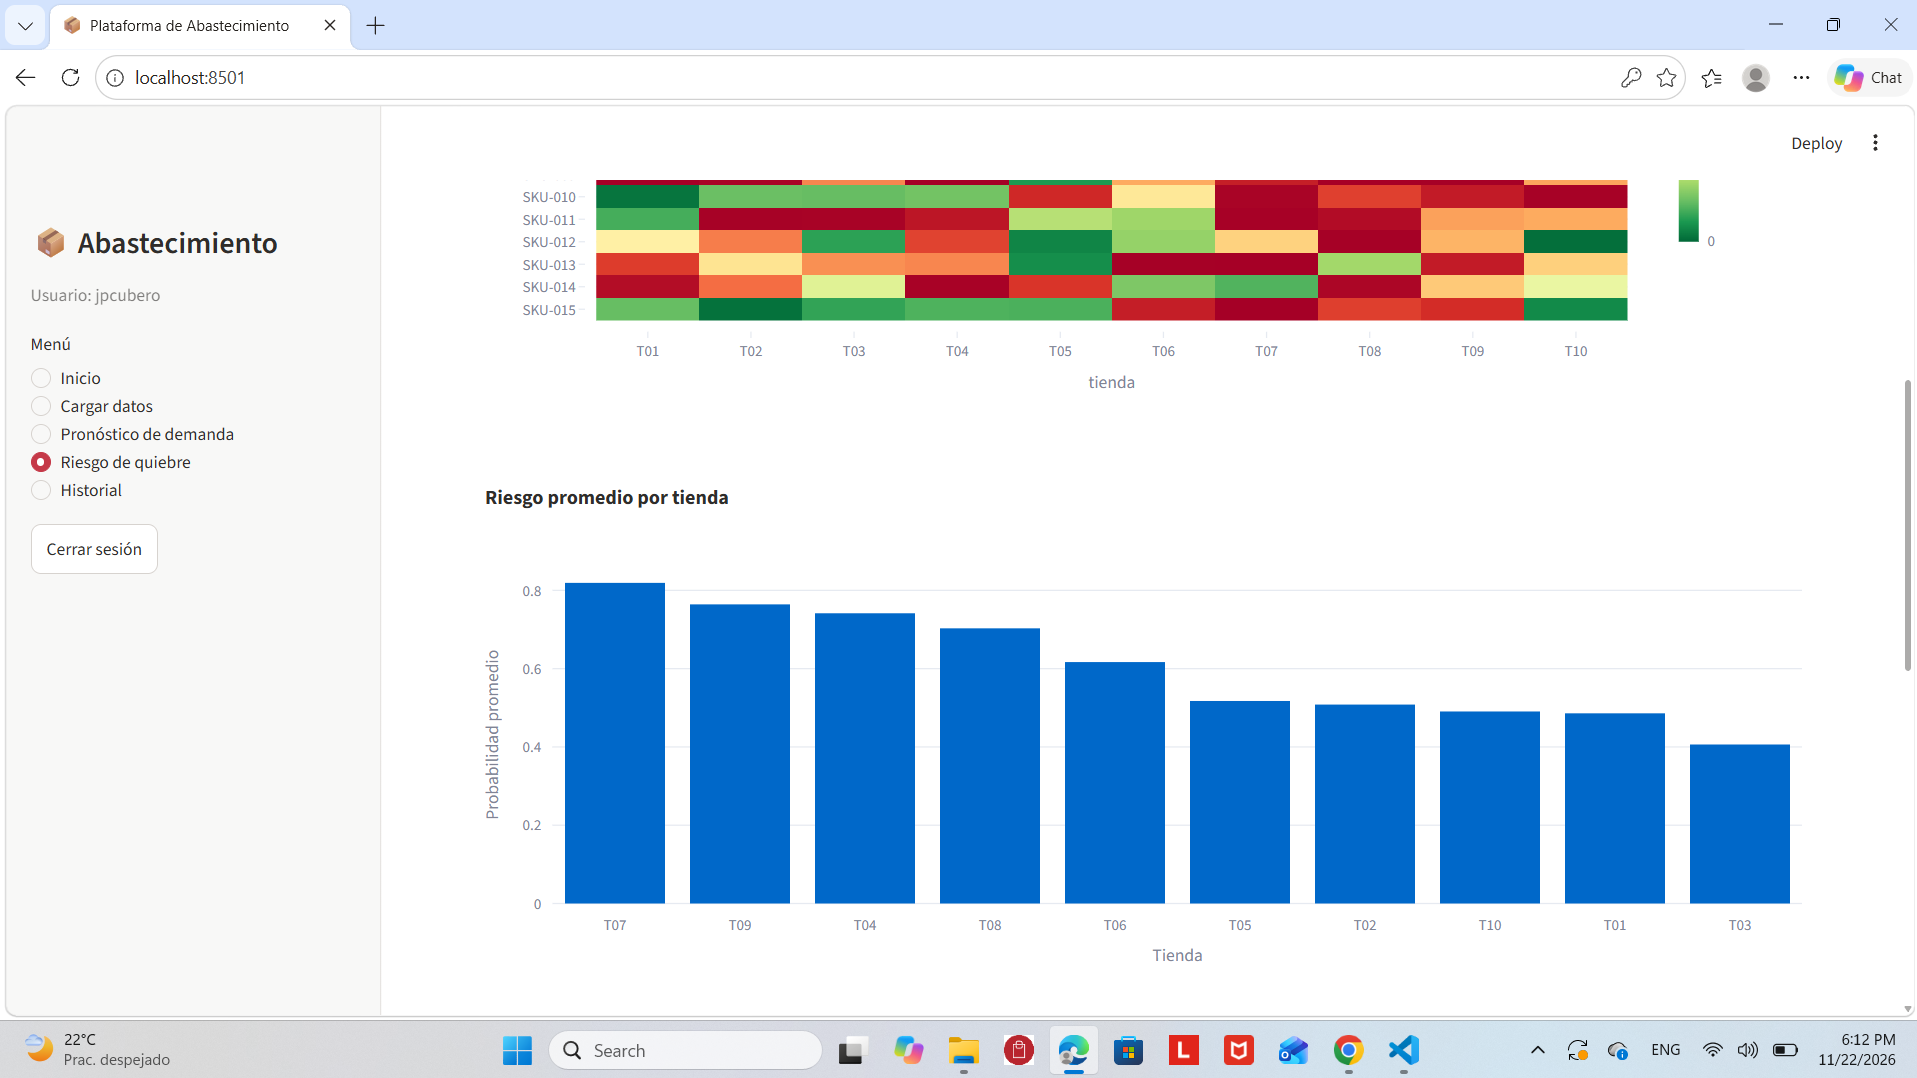 Plataforma de Abastecimiento
localhost:8501
Chat
Deploy
Abastecimiento
Usuario: jpcubero
Menú
Inicio
Cargar datos
Pronóstico de demanda
Riesgo de quiebre
Historial
Cerrar sesión
SKU-010
SKU-011
SKU-012
SKU-013
SKU-014
SKU-015
0
T01 T02 T03 T04 T05 T06 T07 T08 T09 T10
tienda
Riesgo promedio por tienda
Probabilidad promedio
0.8
0.6
0.4
0.2
0
T07 T09 T04 T08 T06 T05 T02 T10 T01 T03
Tienda
22°C
Prac. despejado
Search
L
ENG
6:12 PM
11/22/2026